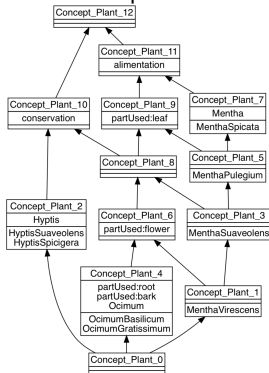 Concept_Plant_12
Concept_Plant_11
alimentation
Concept_Plant_10
conservation
Concept_Plant_9
partUsed:leaf
Concept_Plant_7
Mentha
MenthaSpicata
Concept_Plant_8
Concept_Plant_5
MenthaPulegium
Concept_Plant_2
Hyptis
HyptisSuaveolens
HyptisSpicigera
Concept_Plant_6
partUsed:flower
Concept_Plant_3
MenthaSuaveolens
Concept_Plant_4
partUsed:root
partUsed:bark
Ocimum
OcimumBasilicum
OcimumGratissimum
Concept_Plant_1
MenthaVirescens
Concept_Plant_0